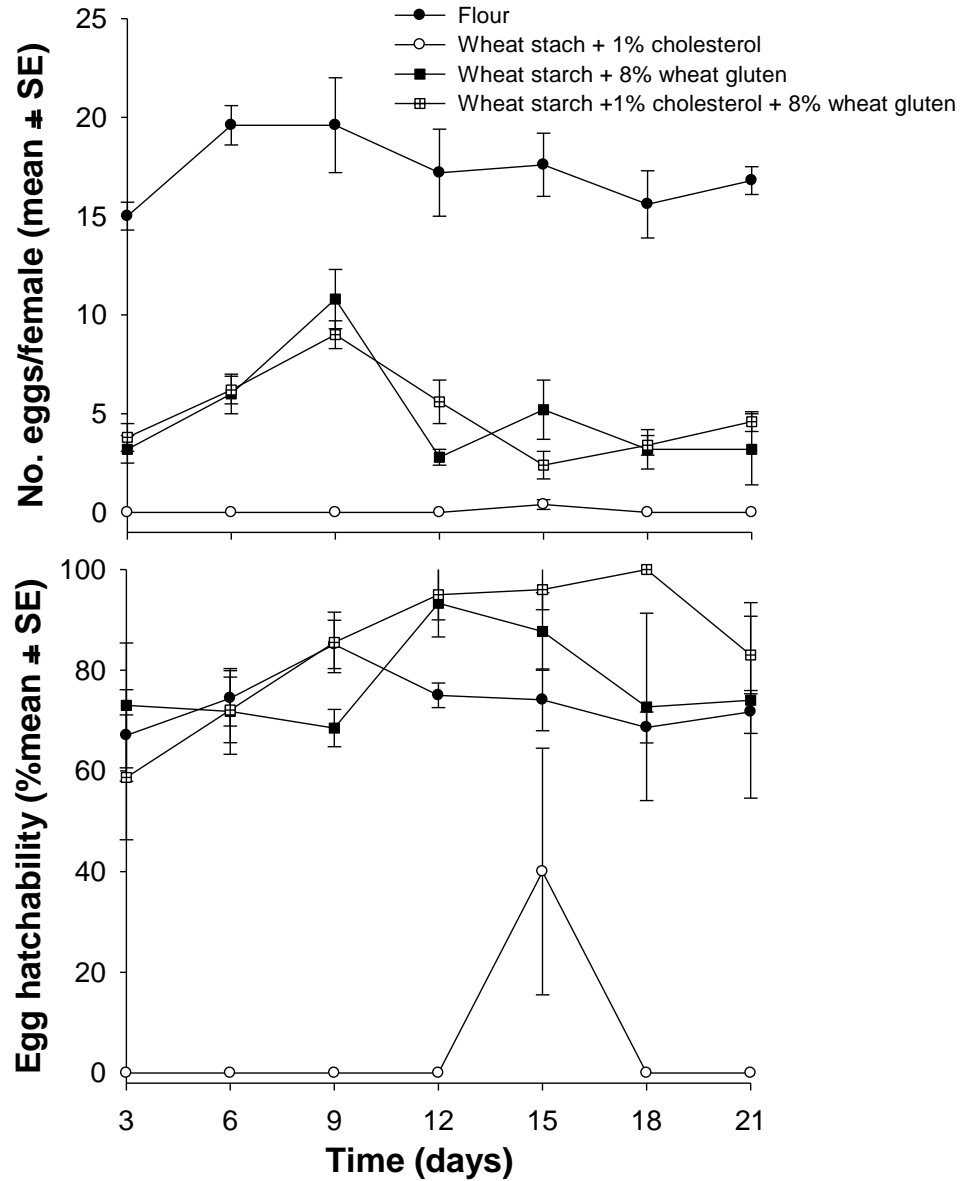 Flour
Wheat stach + 1% cholesterol
Wheat starch + 8% wheat gluten
Wheat starch +1% cholesterol + 8% wheat gluten
No. eggs/female (mean ± SE)
25
20
15
10
5
0
Egg hatchability (%mean ± SE)
100
80
60
40
20
0
3 6 9 12 15 18 21
Time (days)